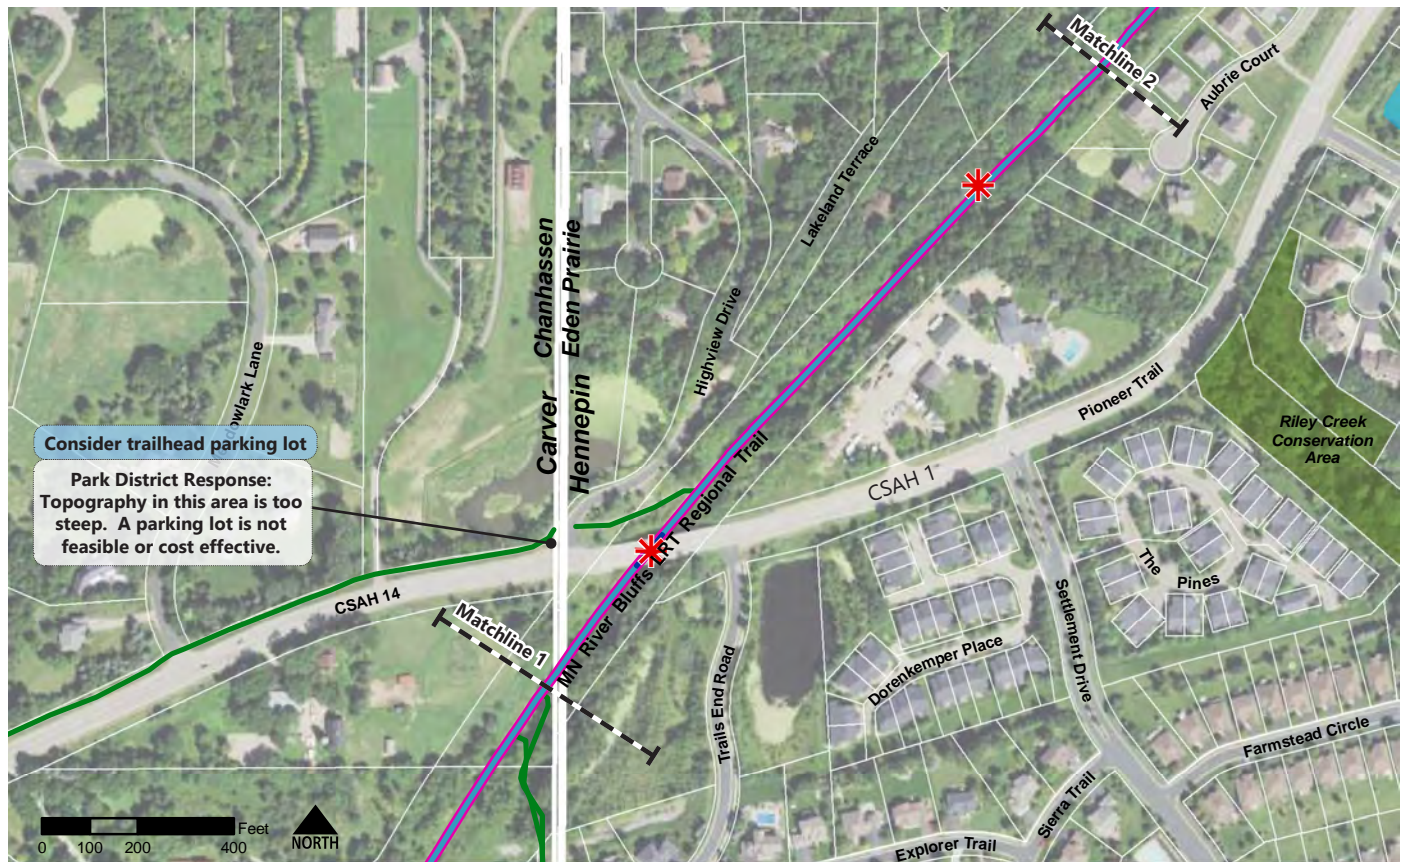 Matchline 2
Aubrie Court
Lakeland Terrace
Chanhassen
Eden Prairie
Highview Drive
Carver
Hennepin
Pioneer Trail
Riley Creek
Conservation
Area
Consider trailhead parking lot
Park District Response:
Topography in this area is too
steep. A parking lot is not
feasible or cost effective.
CSAH 1
MN River Bluffs LRT Regional Trail
CSAH 14
Matchline 1
The
Pines
Settlement Drive
Dorenkemper Place
Trails End Road
Farmstead Circle
Sierra Trail
Explorer Trail
Feet
0 100 200 400
NORTH